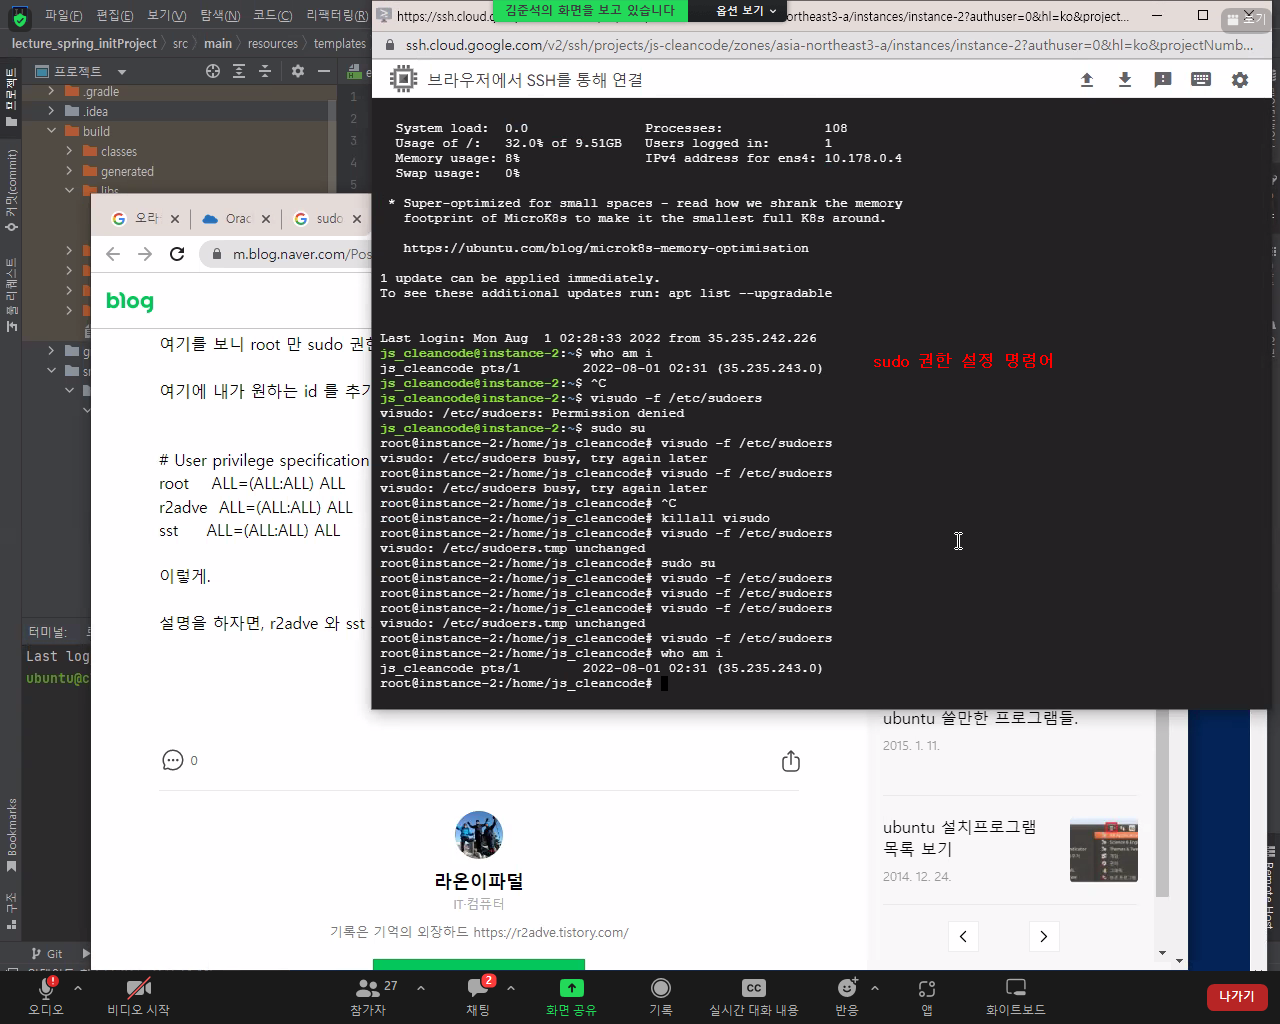 파일(F) 편집(E) 보기(V) 탐색(N) 코드(C) 리팩터링(R)
김준석의 화면을 보고 있습니다 옵션 보기
lecture_spring_initProject src main resources templates
프로젝트
.gradle
.idea
build
classes
generated
libs
1
2
3
4
5
프로젝트
커밋(commit)
풀 리퀘스트
Bookmarks
구조
터미널:
Last log
ubuntu@c
Git
오라
Orac
sudo
m.blog.naver.com/Pos
blog
여기를 보니 root 만 sudo 권한
여기에 내가 원하는 id 를 추가
# User privilege specification
root ALL=(ALL:ALL) ALL
r2adve ALL=(ALL:ALL) ALL
sst ALL=(ALL:ALL) ALL
이렇게.
설명을 하자면, r2adve 와 sst
0
라온이파덜
IT·컴퓨터
기록은 기억의 외장하드 https://r2adve.tistory.com/
ubuntu 쓸만한 프로그램들.
2015. 1. 11.
ubuntu 설치프로그램
목록 보기
2014. 12. 24.
Remote Host
ssh.cloud.google.com/v2/ssh/projects/js-cleancode/zones/asia-northeast3-a/instances/instance-2?authuser=0&hl=ko&projectNumb...
브라우저에서 SSH를 통해 연결
System load: 0.0 Processes: 108
Usage of /: 32.0% of 9.51GB Users logged in: 1
Memory usage: 8% IPv4 address for ens4: 10.178.0.4
Swap usage: 0%
* Super-optimized for small spaces - read how we shrank the memory
footprint of MicroK8s to make it the smallest full K8s around.
https://ubuntu.com/blog/microk8s-memory-optimisation
1 update can be applied immediately.
To see these additional updates run: apt list --upgradable
Last login: Mon Aug 1 02:28:33 2022 from 35.235.242.226
js_cleancode@instance-2:~$ who am i
js_cleancode pts/1 2022-08-01 02:31 (35.235.243.0)
sudo 권한 설정 명령어
js_cleancode@instance-2:~$ ^C
js_cleancode@instance-2:~$ visudo -f /etc/sudoers
visudo: /etc/sudoers: Permission denied
js_cleancode@instance-2:~$ sudo su
root@instance-2:/home/js_cleancode# visudo -f /etc/sudoers
visudo: /etc/sudoers busy, try again later
root@instance-2:/home/js_cleancode# visudo -f /etc/sudoers
visudo: /etc/sudoers busy, try again later
root@instance-2:/home/js_cleancode# ^C
root@instance-2:/home/js_cleancode# killall visudo
root@instance-2:/home/js_cleancode# visudo -f /etc/sudoers
visudo: /etc/sudoers.tmp unchanged
root@instance-2:/home/js_cleancode# sudo su
root@instance-2:/home/js_cleancode# visudo -f /etc/sudoers
root@instance-2:/home/js_cleancode# visudo -f /etc/sudoers
root@instance-2:/home/js_cleancode# visudo -f /etc/sudoers
visudo: /etc/sudoers.tmp unchanged
root@instance-2:/home/js_cleancode# visudo -f /etc/sudoers
root@instance-2:/home/js_cleancode# who am i
js_cleancode pts/1 2022-08-01 02:31 (35.235.243.0)
root@instance-2:/home/js_cleancode#
오디오
비디오 시작
27
참가자
2
채팅
화면 공유
기록
CC
실시간 대화 내용
반응
앱
화이트보드
나가기